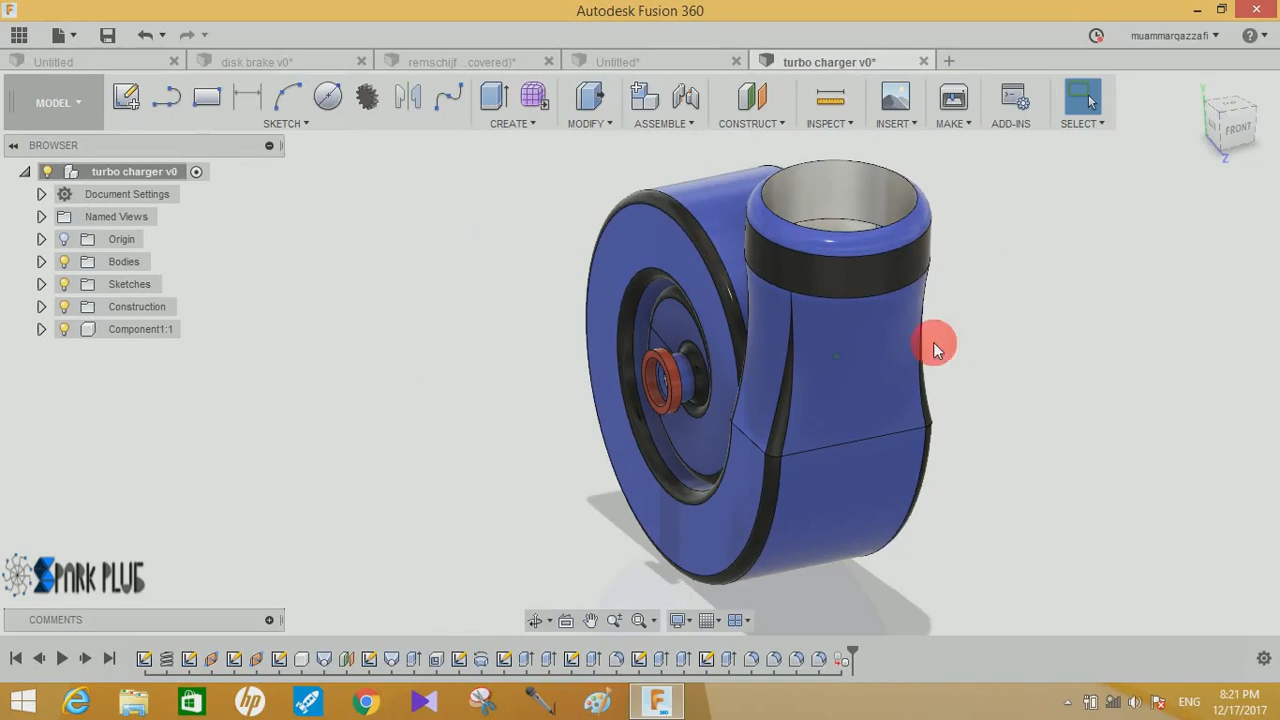 Autodesk Fusion 360
muammarqazzafi
Untitled
disk brake v0*
remschijf ...covered)*
Untitled*
turbo charger v0*
MODEL
SKETCH
CREATE
MODIFY
ASSEMBLE
CONSTRUCT
INSPECT
INSERT
MAKE
ADD-INS
SELECT
FRONT
Z
BROWSER
turbo charger v0
Document Settings
Named Views
Origin
Bodies
Sketches
Construction
Component1:1
SPARK PLUG
COMMENTS
ENG
8:21 PM
12/17/2017